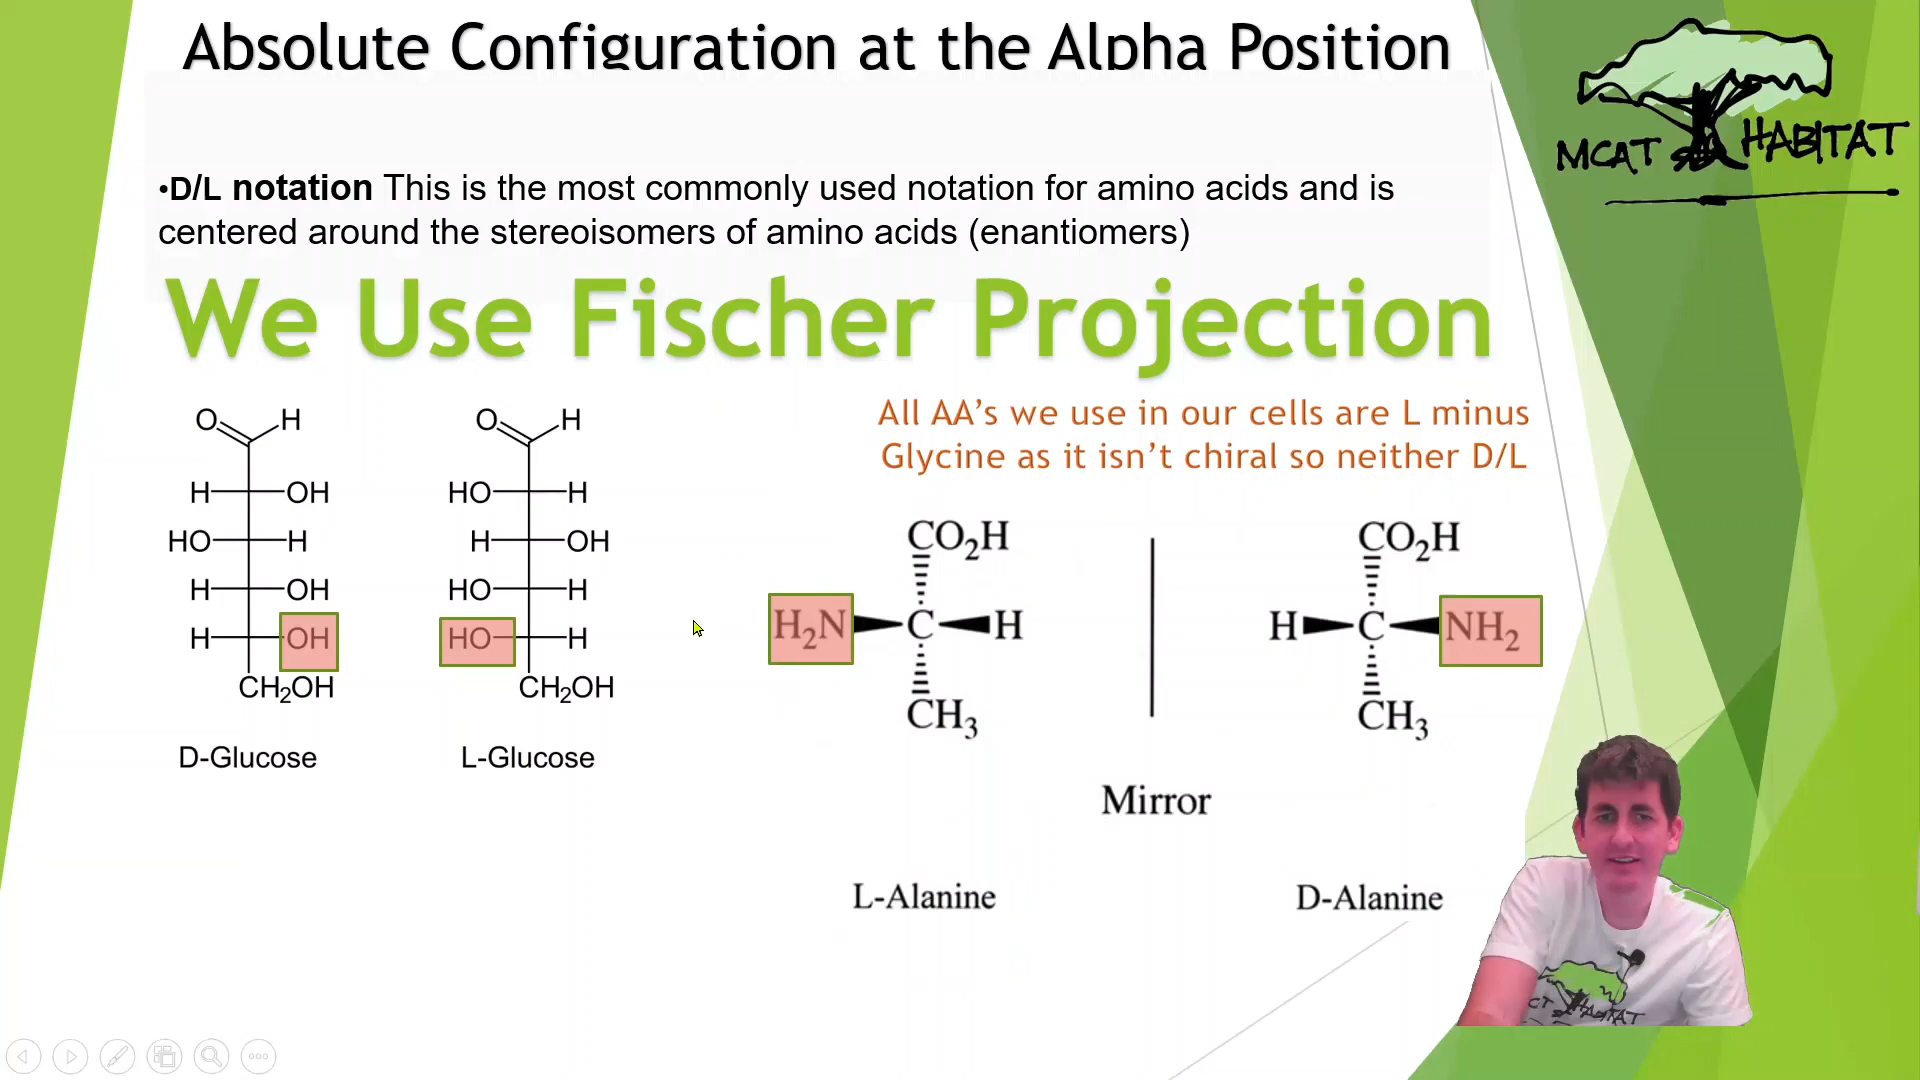 Absolute Configuration at the Alpha Position
MCAT HABITAT
•D/L notation This is the most commonly used notation for amino acids and is
centered around the stereoisomers of amino acids (enantiomers)
We Use Fischer Projection
All AA’s we use in our cells are L minus
Glycine as it isn’t chiral so neither D/L
O H
H OH
HO H
H OH
H OH
CH₂OH
D-Glucose
O H
HO H
H OH
HO H
HO H
CH₂OH
L-Glucose
CO₂H
H₂N C H
CH₃
L-Alanine
Mirror
CO₂H
H C NH₂
CH₃
D-Alanine
CT HABITAT